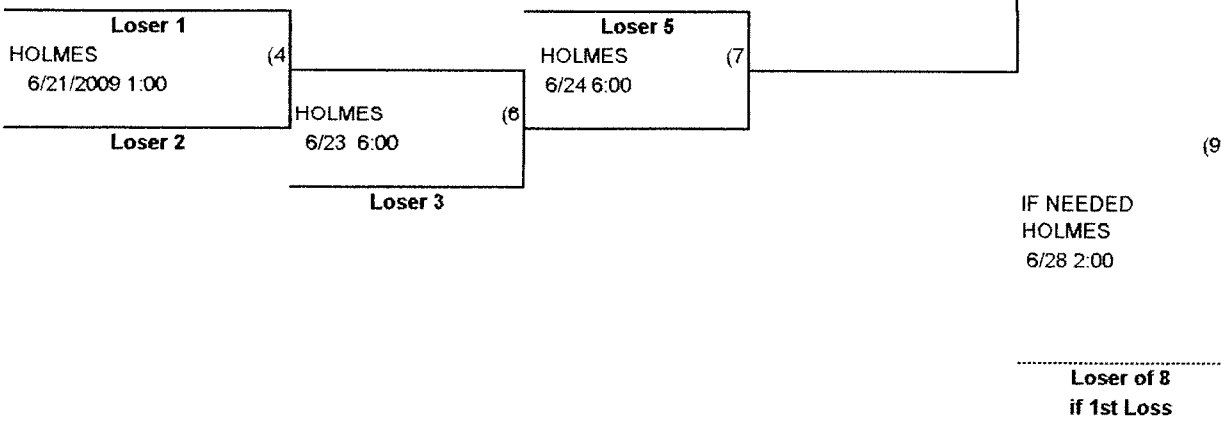 Loser 1
HOLMES (4
6/21/2009 1:00
Loser 2
HOLMES (6
6/23 6:00
Loser 3
Loser 5
HOLMES (7
6/24 6:00
(9
IF NEEDED
HOLMES
6/28 2:00
Loser of 8
if 1st Loss